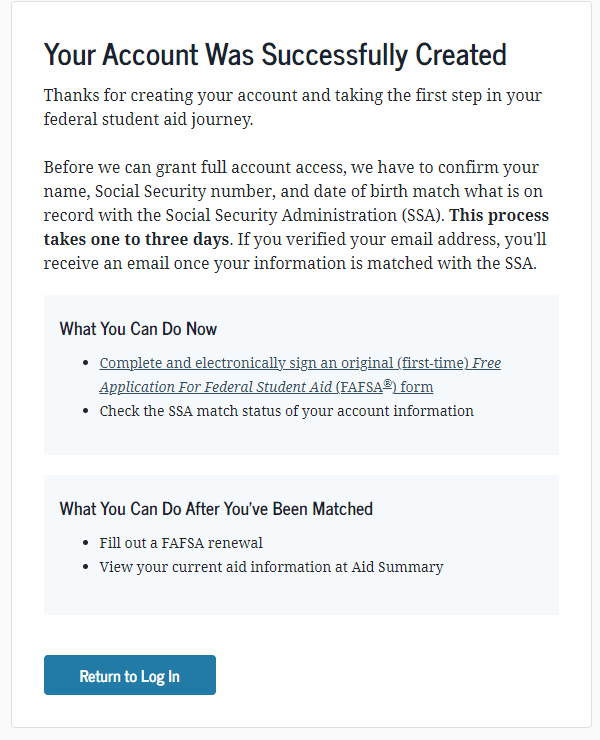 Your Account Was Successfully Created
Thanks for creating your account and taking the first step in your
federal student aid journey.
Before we can grant full account access, we have to confirm your
name, Social Security number, and date of birth match what is on
record with the Social Security Administration (SSA). This process
takes one to three days. If you verified your email address, you'll
receive an email once your information is matched with the SSA.
What You Can Do Now
• Complete and electronically sign an original (first-time) Free
Application For Federal Student Aid (FAFSA®) form
• Check the SSA match status of your account information
What You Can Do After You've Been Matched
• Fill out a FAFSA renewal
• View your current aid information at Aid Summary
Return to Log In